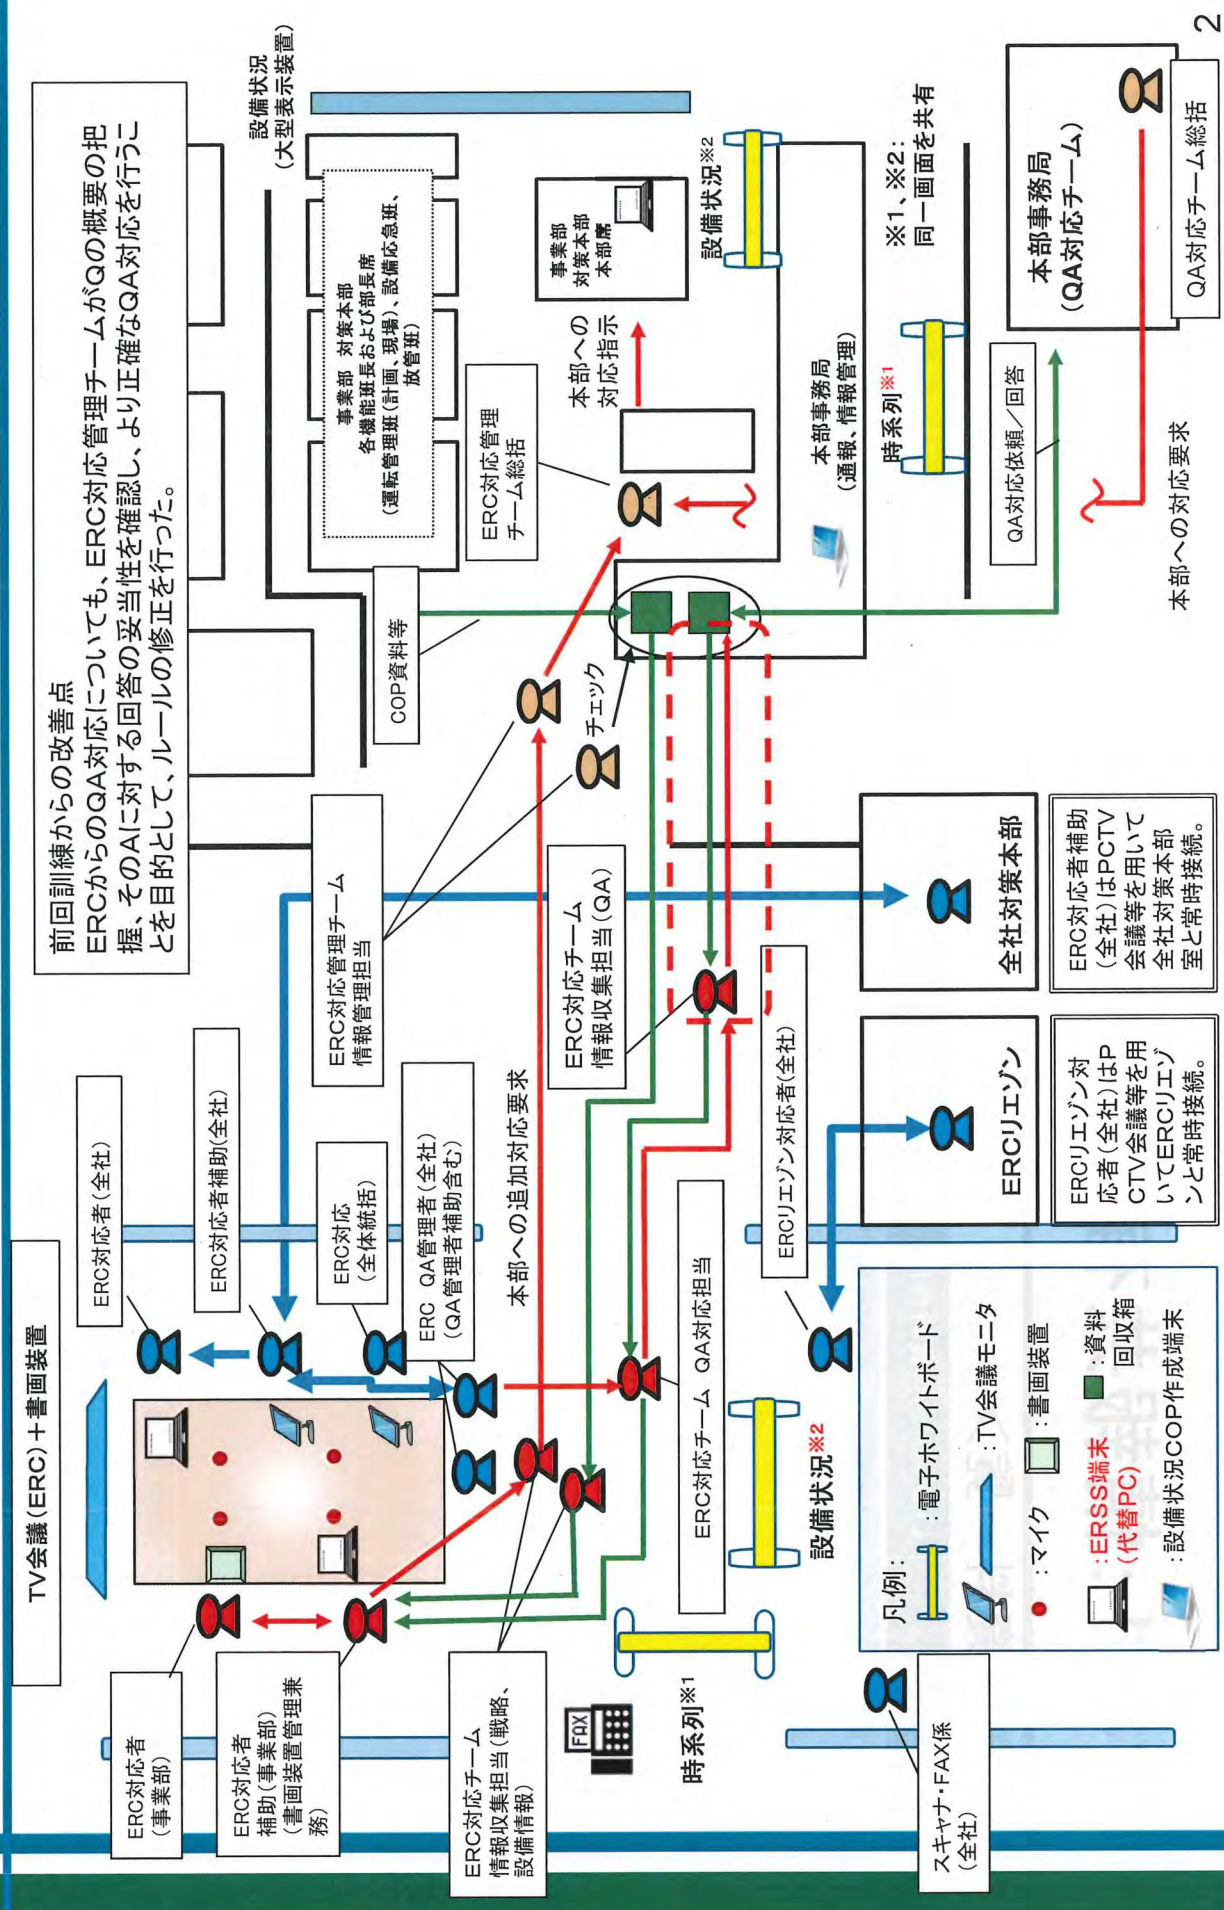 TV会議(ERC)＋書画装置
前回訓練からの改善点
ERCからのQA対応についても、ERC対応管理チームがQの概要の把
握、そのAに対する回答の妥当性を確認し、より正確なQA対応を行うこ
とを目的として、ルールの修正を行った。
ERC対応者
(事業部)
ERC対応者
補助(事業部)
(書画装置管理兼
務)
ERC対応チーム
情報収集担当(戦略、
設備情報)
ERC対応者(全社)
ERC対応者補助(全社)
ERC対応
(全体統括)
ERC QA管理者(全社)
(QA管理者補助含む)
本部への追加対応要求
ERC対応管理チーム
情報管理担当
ERC対応チーム
情報収集担当(QA)
COP資料等
チェック
設備状況
(大型表示装置)
事業部 対策本部
各機能班長および部長席
(運転管理班(計画、現場)、設備応急班、
放管班)
ERC対応管理
チーム総括
本部への
対応指示
事業部
対策本部
本部席
設備状況※2
本部事務局
(通報、情報管理)
時系列※1
※1、※2:
同一画面を共有
QA対応依頼／回答
本部事務局
(QA対応チーム)
QA対応チーム総括
本部への対応要求
FAX
時系列※1
ERC対応チーム QA対応担当
設備状況※2
ERCリエゾン対応者(全社)
スキャナ・FAX係
(全社)
ERCリエゾン
ERCリエゾン対
応者(全社)はP
CTV会議等を用
いてERCリエゾ
ンと常時接続。
全社対策本部
ERC対応者補助
(全社)はPCTV
会議等を用いて
全社対策本部
室と常時接続。
凡例:
:電子ホワイトボード
:TV会議モニタ
:マイク
:書画装置
:ERSS端末
(代替PC)
:資料
回収箱
:設備状況COP作成端末
2